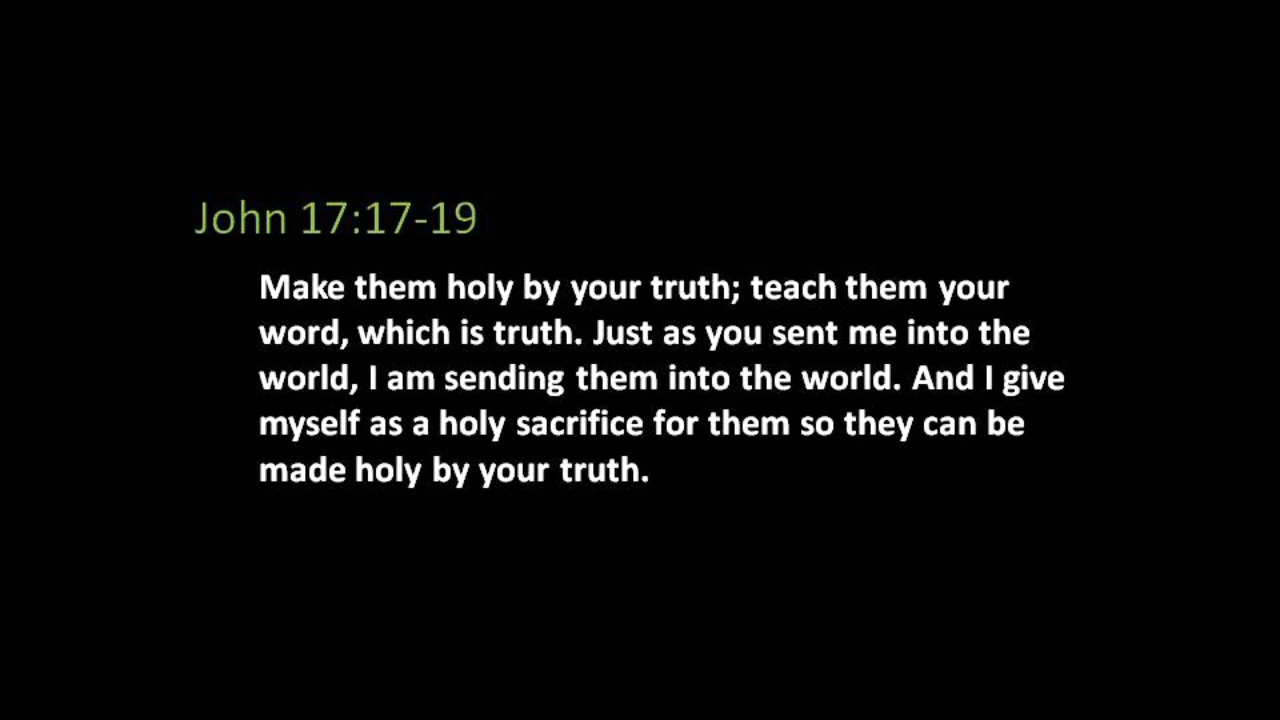 John 17:17-19
Make them holy by your truth; teach them your
word, which is truth. Just as you sent me into the
world, I am sending them into the world. And I give
myself as a holy sacrifice for them so they can be
made holy by your truth.